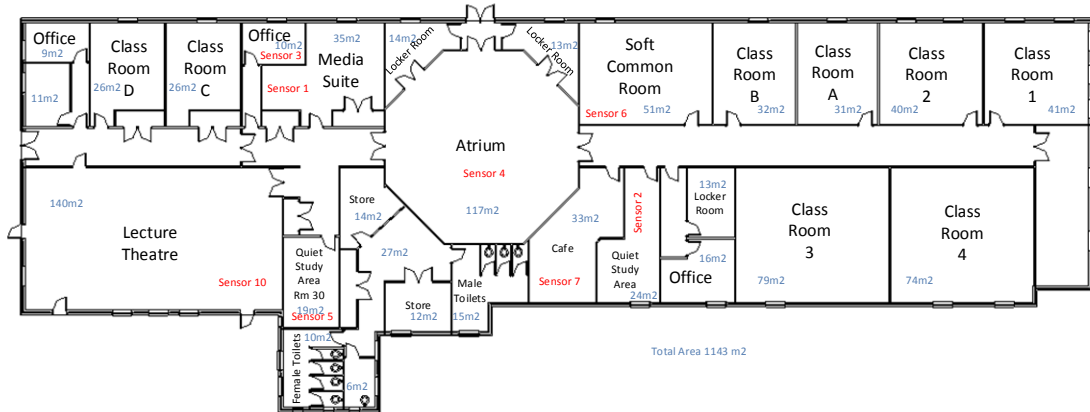 Office
9m2
11m2
Class
Room
D
26m2
Class
Room
C
26m2
Office
10m2
Sensor 3
Sensor 1
35m2
Media
Suite
14m2
Locker Room
13m2
Locker Room
Soft
Common
Room
51m2
Sensor 6
Class
Room
B
32m2
Class
Room
A
31m2
Class
Room
2
40m2
Class
Room
1
41m2
Atrium
Sensor 4
117m2
140m2
Lecture
Theatre
Sensor 10
Store
14m2
27m2
Quiet
Study
Area
Rm 30
19m2
Sensor 5
Store
12m2
Male
Toilets
15m2
33m2
Cafe
Sensor 7
Sensor 2
Quiet
Study
Area
24m2
13m2
Locker
Room
16m2
Office
Class
Room
3
79m2
Class
Room
4
74m2
10m2
Female Toilets
6m2
Total Area 1143 m2